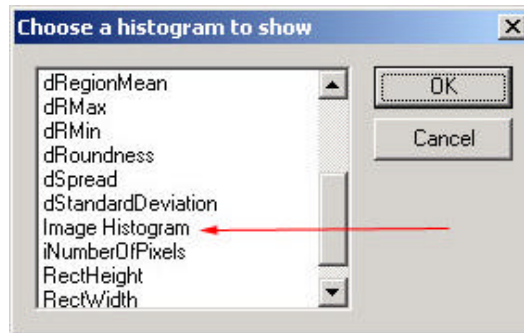 Choose a histogram to show
dRegionMean
dRMax
dRMin
dRoundness
dSpread
dStandardDeviation
Image Histogram
iNumberOfPixels
RectHeight
RectWidth
OK
Cancel